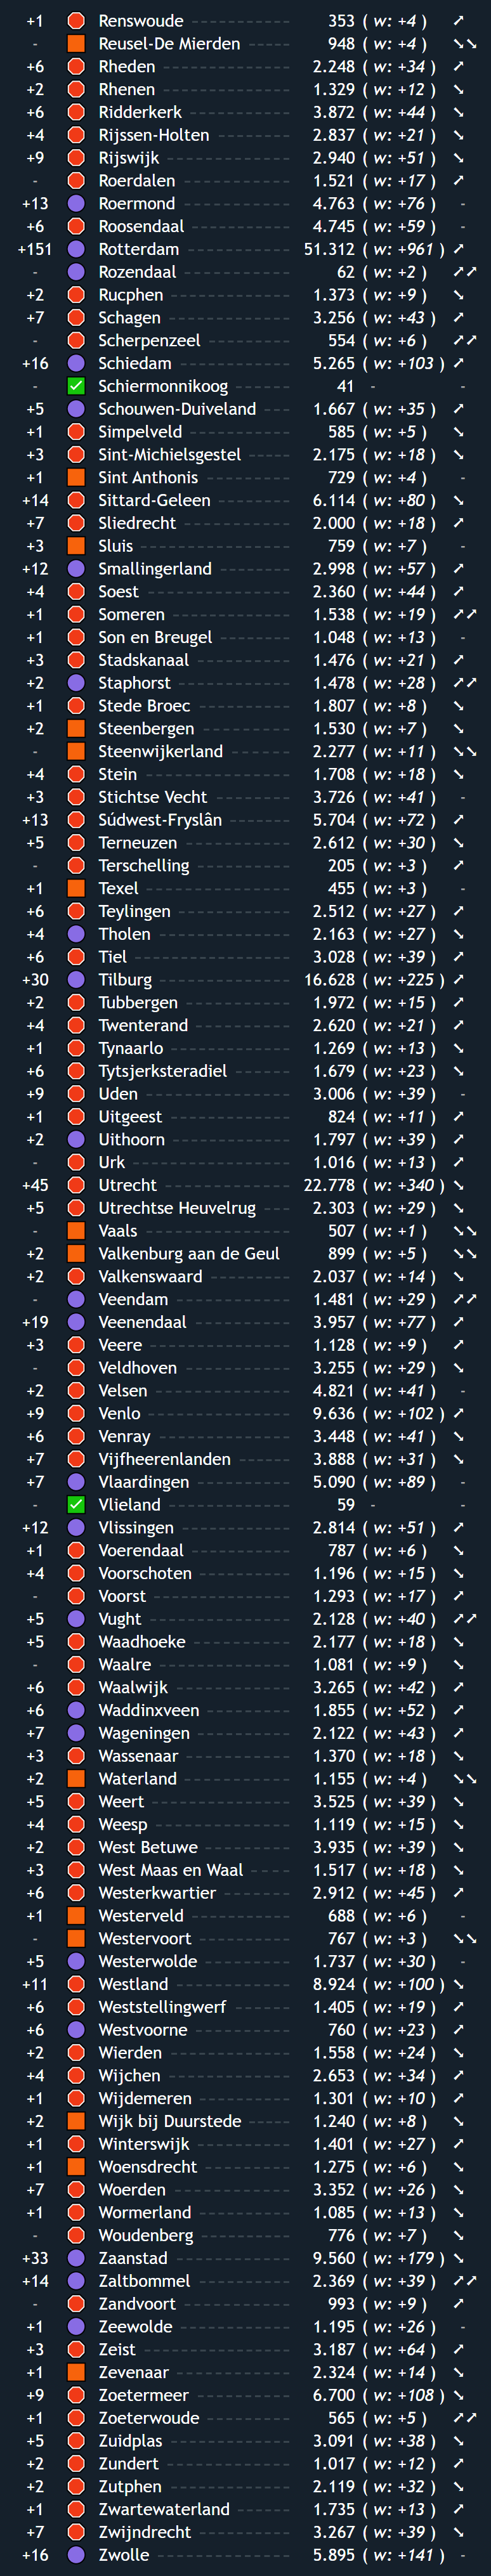 +1 Renswoude 353 ( w: +4 ) ➚
- Reusel-De Mierden 948 ( w: +4 ) ➘➘
+6 Rheden 2.248 ( w: +34 ) ➚
+2 Rhenen 1.329 ( w: +12 ) ➘
+6 Ridderkerk 3.872 ( w: +44 ) ➘
+4 Rijssen-Holten 2.837 ( w: +21 ) ➘
+9 Rijswijk 2.940 ( w: +51 ) ➘
- Roerdalen 1.521 ( w: +17 ) ➚
+13 Roermond 4.763 ( w: +76 ) -
+6 Roosendaal 4.745 ( w: +59 ) -
+151 Rotterdam 51.312 ( w: +961 ) ➚
- Rozendaal 62 ( w: +2 ) ➚➚
+2 Rucphen 1.373 ( w: +9 ) ➘
+7 Schagen 3.256 ( w: +43 ) ➚
- Scherpenzeel 554 ( w: +6 ) ➚➚
+16 Schiedam 5.265 ( w: +103 ) ➚
- Schiermonnikoog 41 - -
+5 Schouwen-Duiveland 1.667 ( w: +35 ) ➚
+1 Simpelveld 585 ( w: +5 ) ➘
+3 Sint-Michielsgestel 2.175 ( w: +18 ) ➘
+1 Sint Anthonis 729 ( w: +4 ) -
+14 Sittard-Geleen 6.114 ( w: +80 ) ➘
+7 Sliedrecht 2.000 ( w: +18 ) ➚
+3 Sluis 759 ( w: +7 ) -
+12 Smallingerland 2.998 ( w: +57 ) ➚
+4 Soest 2.360 ( w: +44 ) ➚
+1 Someren 1.538 ( w: +19 ) ➚➚
+1 Son en Breugel 1.048 ( w: +13 ) -
+3 Stadskanaal 1.476 ( w: +21 ) ➚
+2 Staphorst 1.478 ( w: +28 ) ➚➚
+1 Stede Broec 1.807 ( w: +8 ) ➘
+2 Steenbergen 1.530 ( w: +7 ) ➘
- Steenwijkerland 2.277 ( w: +11 ) ➘➘
+4 Stein 1.708 ( w: +18 ) ➘
+3 Stichtse Vecht 3.726 ( w: +41 ) -
+13 Súdwest-Fryslân 5.704 ( w: +72 ) ➚
+5 Terneuzen 2.612 ( w: +30 ) ➘
- Terschelling 205 ( w: +3 ) ➚
+1 Texel 455 ( w: +3 ) -
+6 Teylingen 2.512 ( w: +27 ) ➚
+4 Tholen 2.163 ( w: +27 ) ➘
+6 Tiel 3.028 ( w: +39 ) ➚
+30 Tilburg 16.628 ( w: +225 ) ➚
+2 Tubbergen 1.972 ( w: +15 ) ➚
+4 Twenterand 2.620 ( w: +21 ) ➚
+1 Tynaarlo 1.269 ( w: +13 ) ➘
+6 Tytsjerksteradiel 1.679 ( w: +23 ) ➘
+9 Uden 3.006 ( w: +39 ) -
+1 Uitgeest 824 ( w: +11 ) ➚
+2 Uithoorn 1.797 ( w: +39 ) ➚
- Urk 1.016 ( w: +13 ) ➚
+45 Utrecht 22.778 ( w: +340 ) ➘
+5 Utrechtse Heuvelrug 2.303 ( w: +29 ) ➘
- Vaals 507 ( w: +1 ) ➘➘
+2 Valkenburg aan de Geul 899 ( w: +5 ) ➘➘
+2 Valkenswaard 2.037 ( w: +14 ) ➘
- Veendam 1.481 ( w: +29 ) ➚➚
+19 Veenendaal 3.957 ( w: +77 ) ➚
+3 Veere 1.128 ( w: +9 ) ➚
- Veldhoven 3.255 ( w: +29 ) ➘
+2 Velsen 4.821 ( w: +41 ) -
+9 Venlo 9.636 ( w: +102 ) ➚
+6 Venray 3.448 ( w: +41 ) ➘
+7 Vijfheerenlanden 3.888 ( w: +31 ) ➘
+7 Vlaardingen 5.090 ( w: +89 ) -
- Vlieland 59 - -
+12 Vlissingen 2.814 ( w: +51 ) ➚
+1 Voerendaal 787 ( w: +6 ) ➘
+4 Voorschoten 1.196 ( w: +15 ) ➘
- Voorst 1.293 ( w: +17 ) ➚
+5 Vught 2.128 ( w: +40 ) ➚➚
+5 Waadhoeke 2.177 ( w: +18 ) ➘
- Waalre 1.081 ( w: +9 ) ➘
+6 Waalwijk 3.265 ( w: +42 ) ➚
+6 Waddinxveen 1.855 ( w: +52 ) ➚
+7 Wageningen 2.122 ( w: +43 ) ➚
+3 Wassenaar 1.370 ( w: +18 ) ➘
+2 Waterland 1.155 ( w: +4 ) ➘➘
+5 Weert 3.525 ( w: +39 ) ➘
+4 Weesp 1.119 ( w: +15 ) ➘
+2 West Betuwe 3.935 ( w: +39 ) ➘
+3 West Maas en Waal 1.517 ( w: +18 ) ➘
+6 Westerkwartier 2.912 ( w: +45 ) ➚
+1 Westerveld 688 ( w: +6 ) -
- Westervoort 767 ( w: +3 ) ➘➘
+5 Westerwolde 1.737 ( w: +30 ) -
+11 Westland 8.924 ( w: +100 ) ➘
+6 Weststellingwerf 1.405 ( w: +19 ) ➚
+6 Westvoorne 760 ( w: +23 ) ➚
+2 Wierden 1.558 ( w: +24 ) ➘
+4 Wijchen 2.653 ( w: +34 ) ➚
+1 Wijdemeren 1.301 ( w: +10 ) ➚
+2 Wijk bij Duurstede 1.240 ( w: +8 ) ➘
+1 Winterswijk 1.401 ( w: +27 ) ➚
+1 Woensdrecht 1.275 ( w: +6 ) ➘
+7 Woerden 3.352 ( w: +26 ) ➘
+1 Wormerland 1.085 ( w: +13 ) ➘
- Woudenberg 776 ( w: +7 ) ➘
+33 Zaanstad 9.560 ( w: +179 ) ➘
+14 Zaltbommel 2.369 ( w: +39 ) ➚➚
- Zandvoort 993 ( w: +9 ) ➚
+1 Zeewolde 1.195 ( w: +26 ) -
+3 Zeist 3.187 ( w: +64 ) ➚
+1 Zevenaar 2.324 ( w: +14 ) ➘
+9 Zoetermeer 6.700 ( w: +108 ) ➘
+1 Zoeterwoude 565 ( w: +5 ) ➚➚
+5 Zuidplas 3.091 ( w: +38 ) ➘
+2 Zundert 1.017 ( w: +12 ) ➚
+2 Zutphen 2.119 ( w: +32 ) ➘
+1 Zwartewaterland 1.735 ( w: +13 ) ➚
+7 Zwijndrecht 3.267 ( w: +39 ) ➘
+16 Zwolle 5.895 ( w: +141 ) -